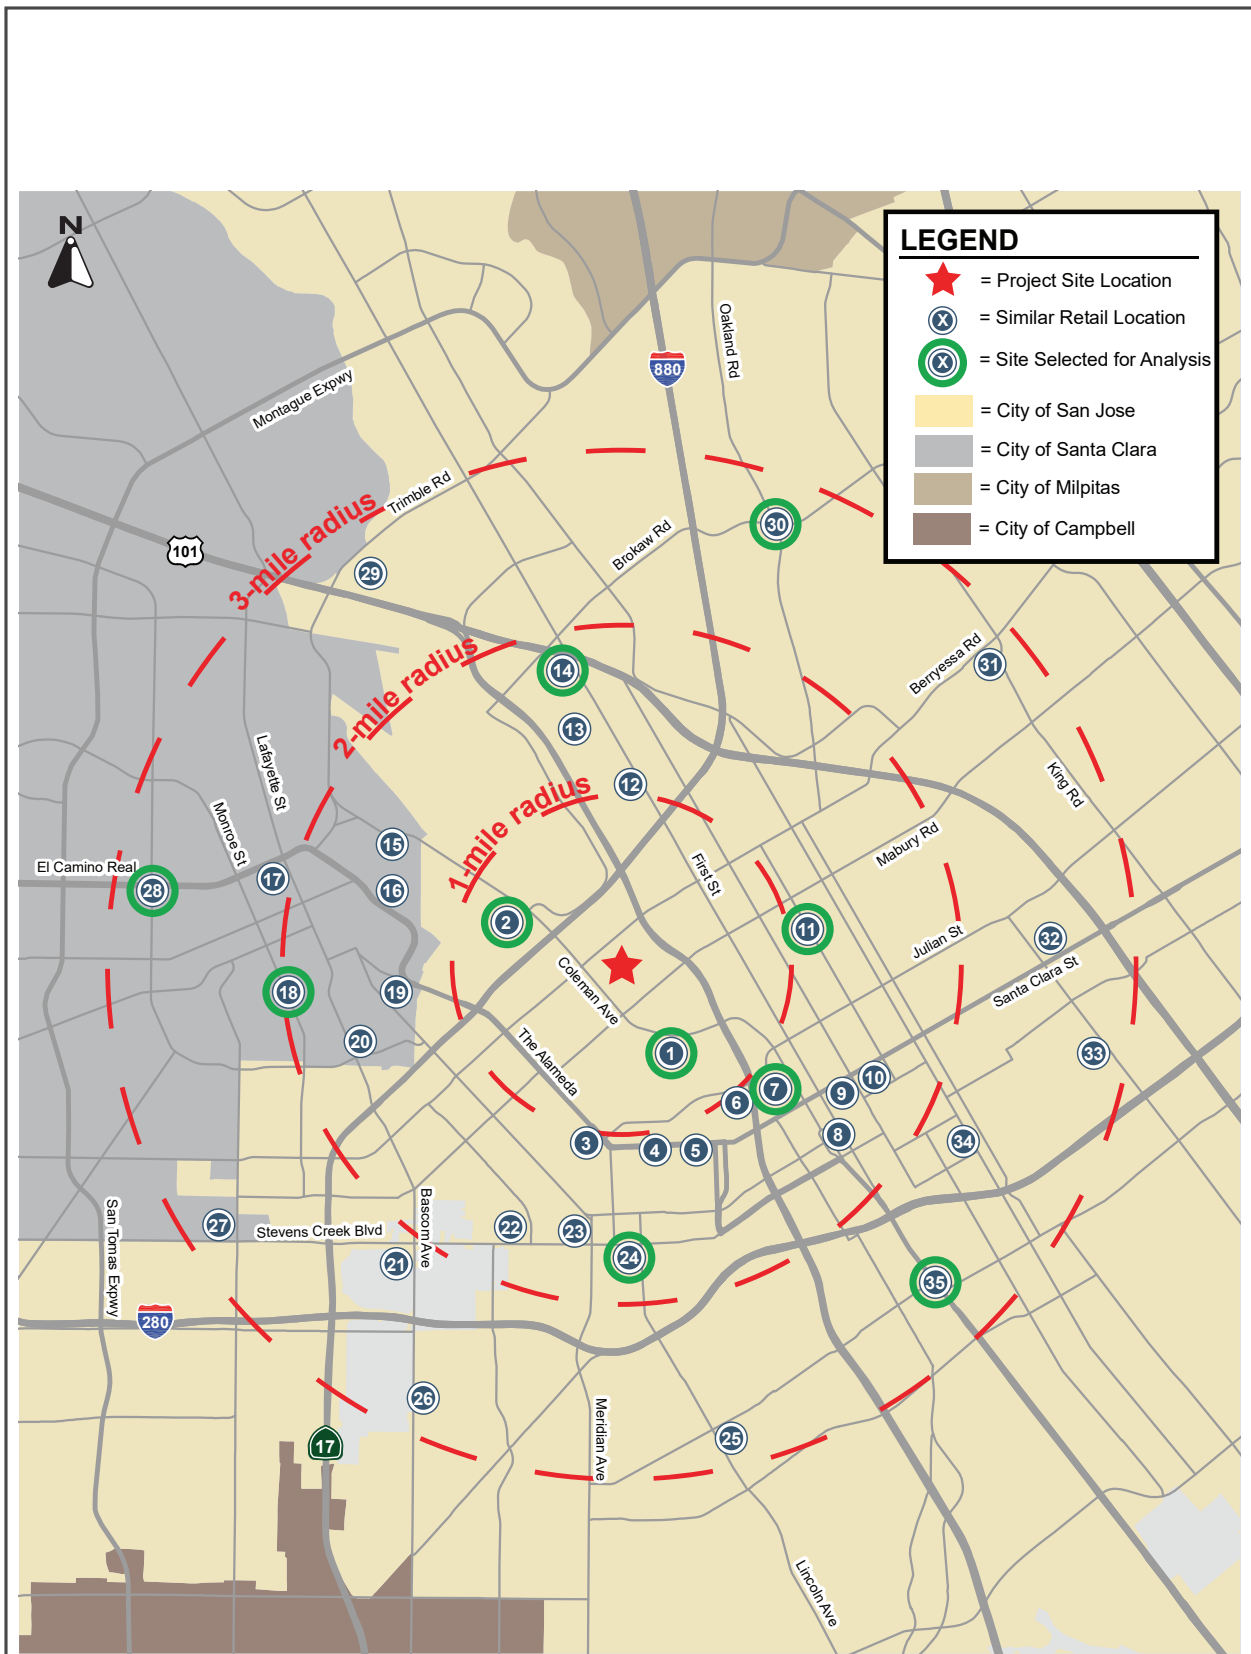 N
LEGEND
= Project Site Location
X = Similar Retail Location
X = Site Selected for Analysis
= City of San Jose
= City of Santa Clara
= City of Milpitas
= City of Campbell
Oakland Rd
880
Montague Expwy
Trimble Rd
3-mile radius
30
Brokaw Rd
101
29
2-mile radius
14
Berryessa Rd
31
13
Lafayette St
12
King Rd
1-mile radius
Monroe St
15
Mabury Rd
El Camino Real
28
17
16
First St
2
11
Julian St
32
Santa Clara St
Coleman Ave
18
19
20
The Alameda
1
33
7
6
9
10
3
4
5
8
34
San Tomas Expwy
27
Stevens Creek Blvd
Bascom Ave
22
23
21
24
35
280
26
Meridian Ave
25
17
Lincoln Ave